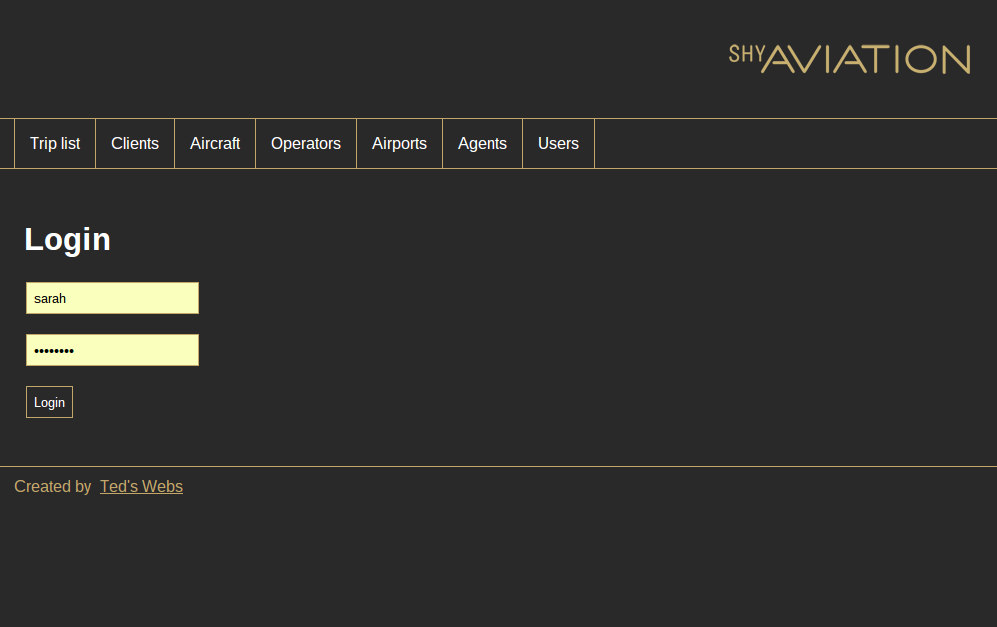 SHY AVIATION
Trip list Clients Aircraft Operators Airports Agents Users
Login
sarah
••••••••
Login
Created by Ted's Webs